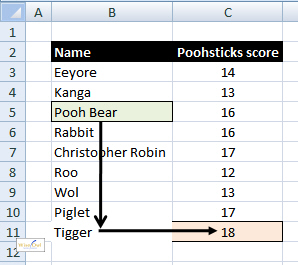 A B C
1
2 Name Poohsticks score
3 Eeyore 14
4 Kanga 13
5 Pooh Bear 16
6 Rabbit 16
7 Christopher Robin 17
8 Roo 12
9 Wol 13
10 Piglet 17
11 Tigger 18
12